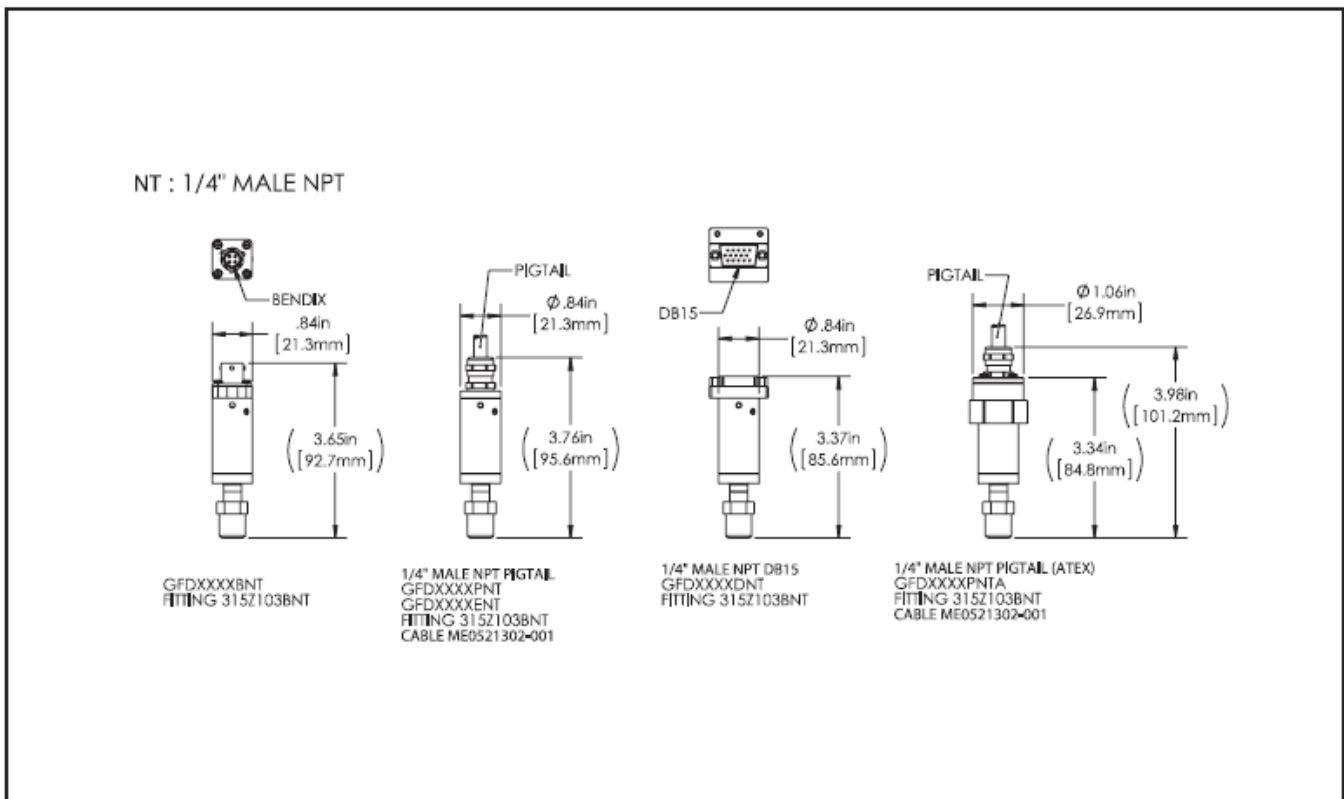 NT : 1/4" MALE NPT
BENDIX
.84in
[21.3mm]
3.65in
[92.7mm]
GFDXXXXBNT
FITTING 315Z103BNT
PIGTAIL
Ø.84in
[21.3mm]
3.76in
[95.6mm]
1/4" MALE NPT PIGTAIL
GFDXXXXPNT
GFDXXXXENT
FITTING 315Z103BNT
CABLE ME0521302-001
DB15
Ø.84in
[21.3mm]
3.37in
[85.6mm]
1/4" MALE NPT DB15
GFDXXXXDNT
FITTING 315Z103BNT
PIGTAIL
Ø1.06in
[26.9mm]
3.98in
[101.2mm]
3.34in
[84.8mm]
1/4" MALE NPT PIGTAIL (ATEX)
GFDXXXXPNTA
FITTING 315Z103BNT
CABLE ME0521302-001